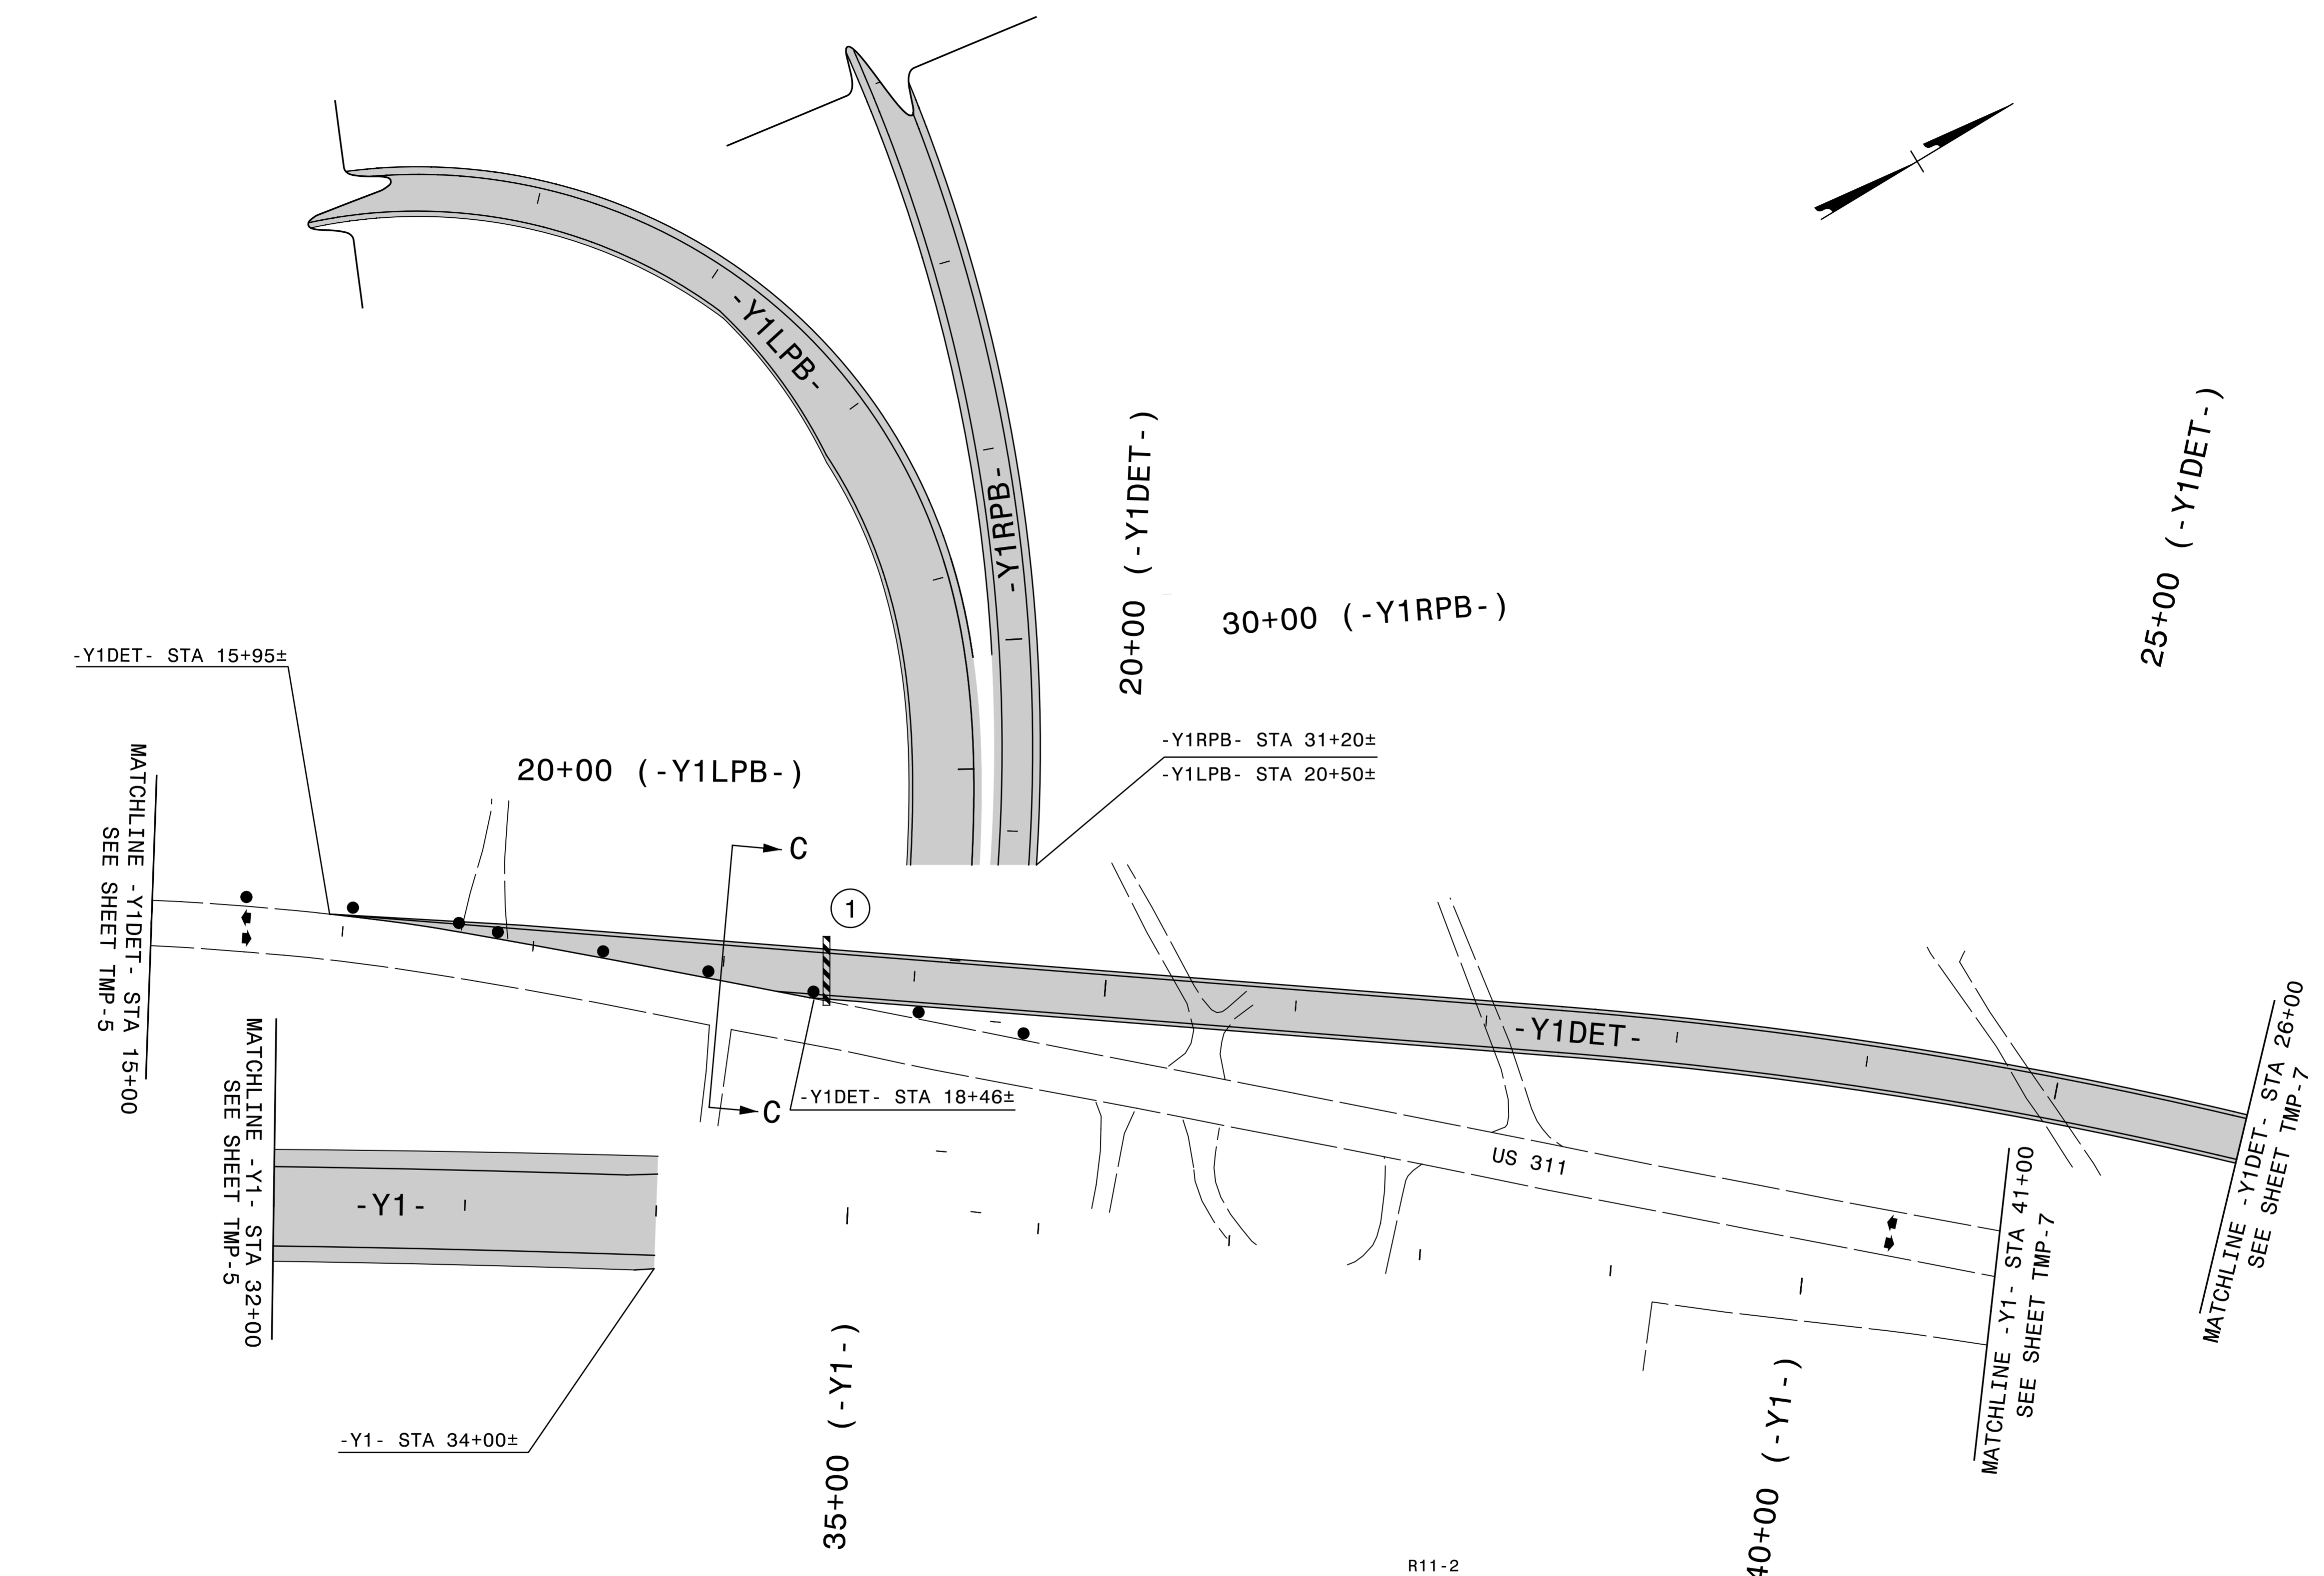 -Y1LPB-
-Y1RPB-
20+00 (-Y1DET-)
30+00 (-Y1RPB-)
25+00 (-Y1DET-)
-Y1DET- STA 15+95±
-Y1RPB- STA 31+20±
-Y1LPB- STA 20+50±
20+00 (-Y1LPB-)
MATCHLINE -Y1DET- STA 15+00
SEE SHEET TMP-5
C
1
C
-Y1DET- STA 18+46±
-Y1DET-
US 311
MATCHLINE -Y1DET- STA 26+00
SEE SHEET TMP-7
MATCHLINE -Y1- STA 32+00
SEE SHEET TMP-5
-Y1-
MATCHLINE -Y1- STA 41+00
SEE SHEET TMP-7
-Y1- STA 34+00±
35+00 (-Y1-)
40+00 (-Y1-)
R11-2